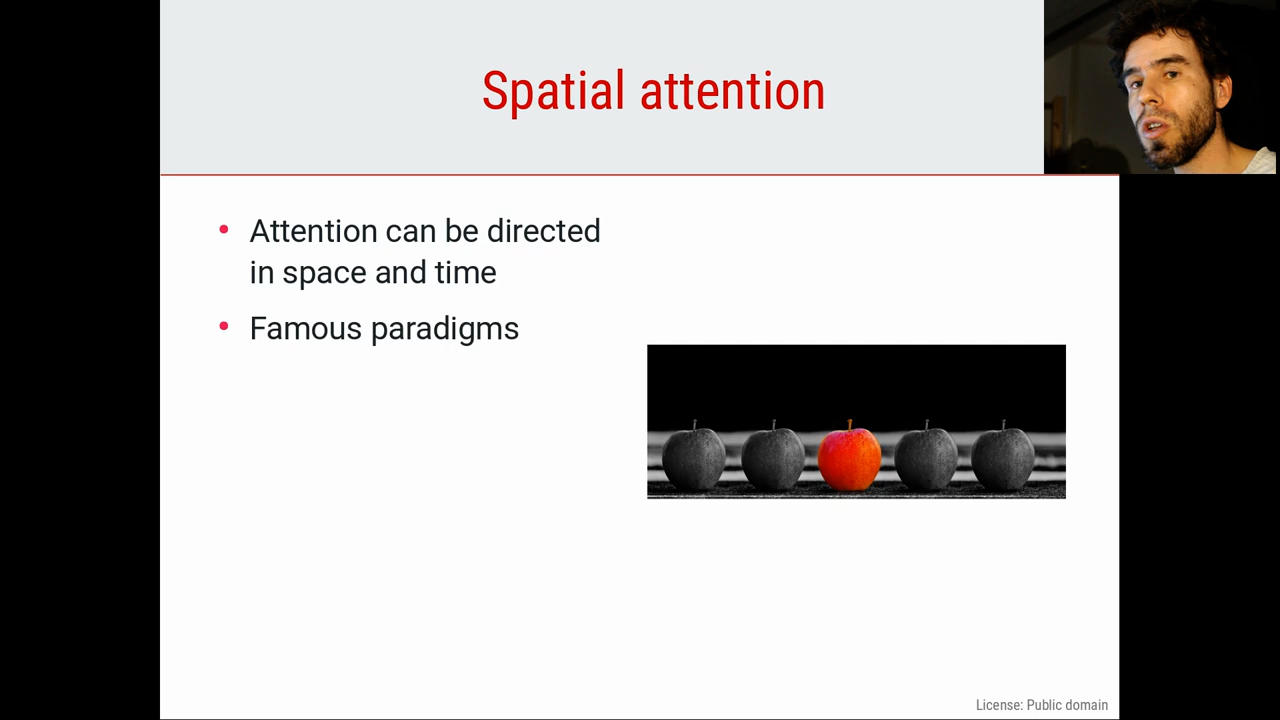 Spatial attention
Attention can be directed
in space and time
Famous paradigms
License: Public domain